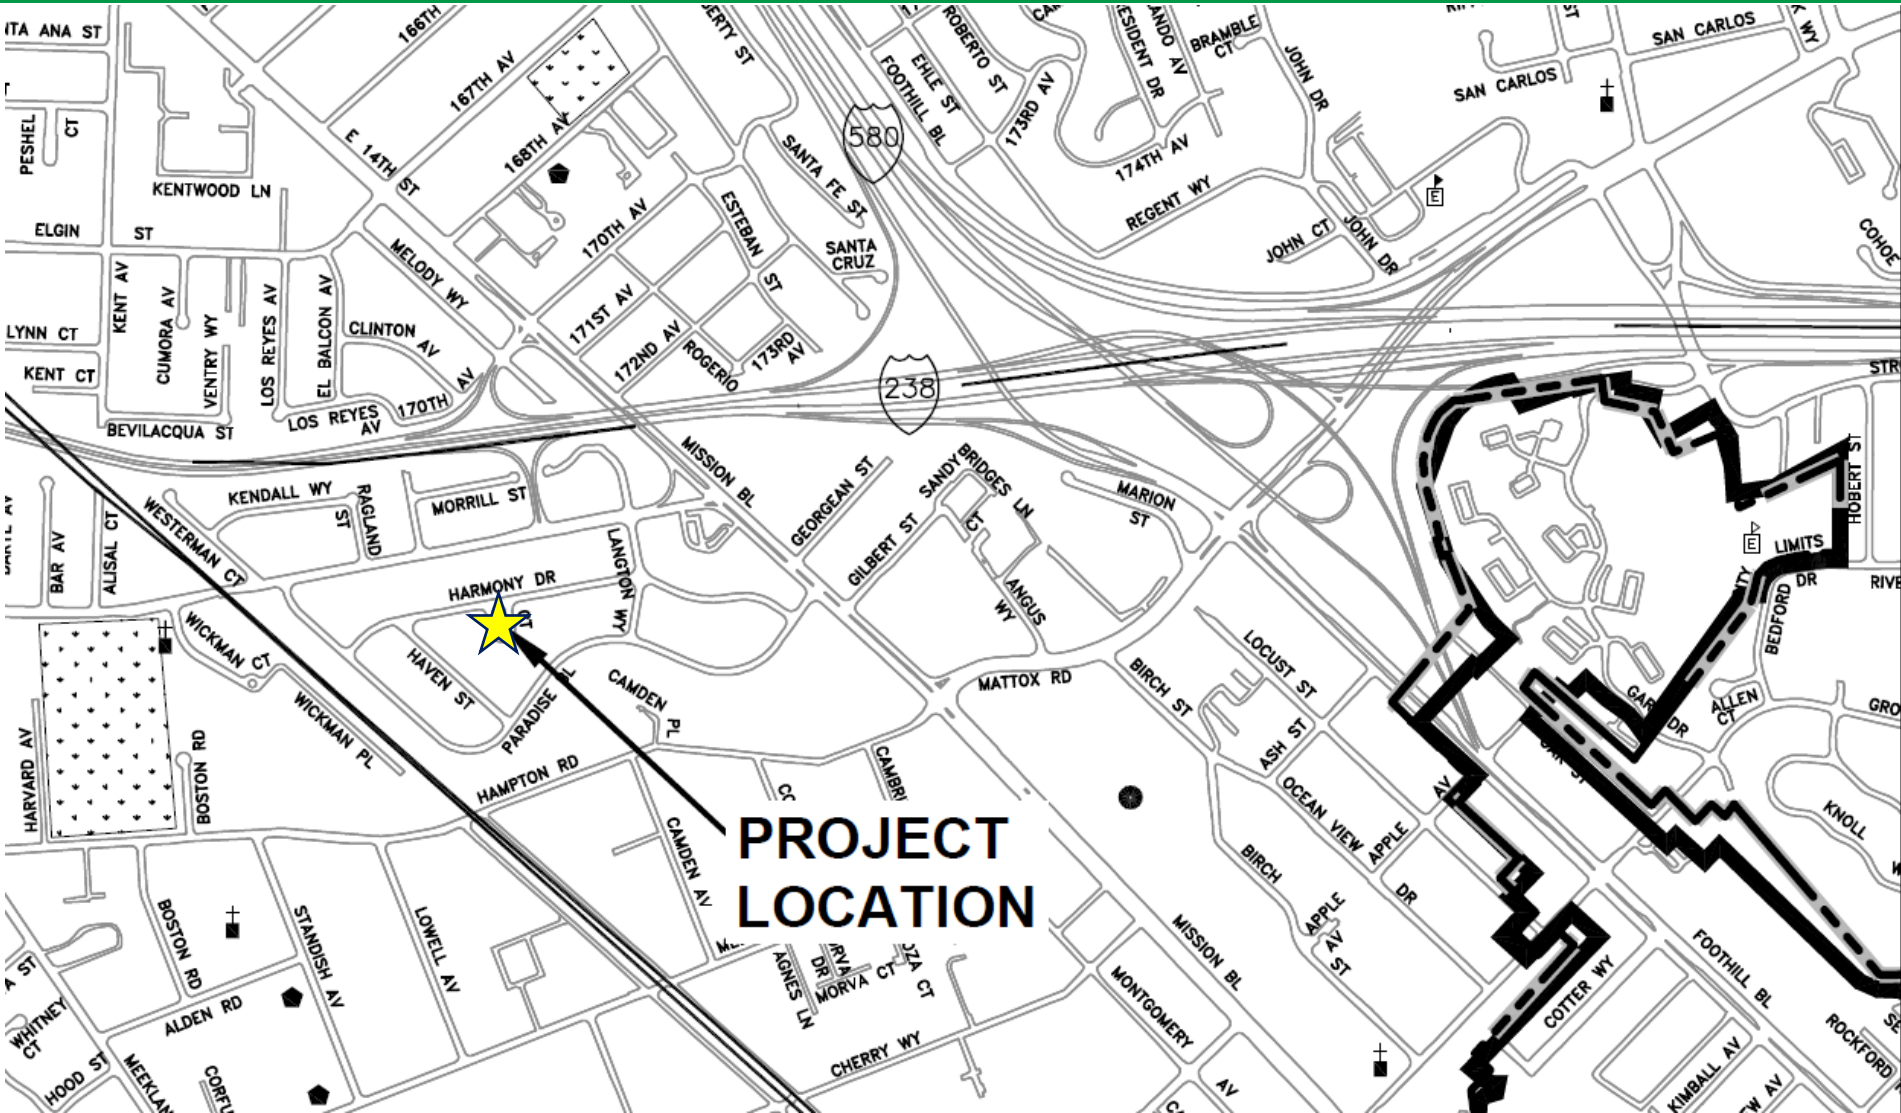 166TH
167TH AV
168TH AV
E 14TH ST
PESHEL
CT
KENTWOOD LN
ELGIN
ST
MELODY WY
170TH AV
171ST AV
172ND AV
173RD
AV
ROGERIO
ESTEBAN
ST
SANTA FE ST
SANTA
CRUZ
580
FOOTHILL BL
EHLE ST
ROBERTO ST
173RD AV
174TH AV
BRAMBLE
CT
JOHN DR
REGENT WY
JOHN CT
JOHN DR
E
SAN CARLOS
SAN CARLOS
ST
LYNN CT
KENT CT
KENT AV
CUMORA AV
VENTRY WY
LOS REYES AV
EL BALCON AV
CLINTON
AV
LOS REYES
AV
170TH
AV
BEVILACQUA ST
238
MISSION BL
GEORGEAN ST
SANDY
BRIDGES LN
CT
GILBERT ST
ANGUS
WY
MARION
ST
KENDALL WY
RAGLAND
ST
MORRILL ST
WESTERMAN CT
BAR AV
ALISAL CT
HARMONY DR
CT
LANGTON
WY
HAVEN ST
PARADISE
CAMDEN
PL
WICKMAN CT
WICKMAN PL
HARVARD AV
BOSTON RD
HAMPTON RD
MATTOX RD
BIRCH ST
LOCUST ST
ASH ST
OCEAN VIEW
DR
APPLE
AV
BIRCH
APPLE
AV
ST
HOBERT ST
E
LIMITS
DR
BEDFORD
ALLEN
CT
KNOLL
PROJECT
LOCATION
CAMDEN AV
BOSTON RD
STANDISH AV
LOWELL AV
ALDEN RD
WHITNEY
CT
HOOD ST
AGNES LN
DR
MORVA CT
CT
CHERRY WY
MISSION BL
MONTGOMERY
AV
COTTER WY
FOOTHILL BL
KIMBALL AV
ROCKFORD